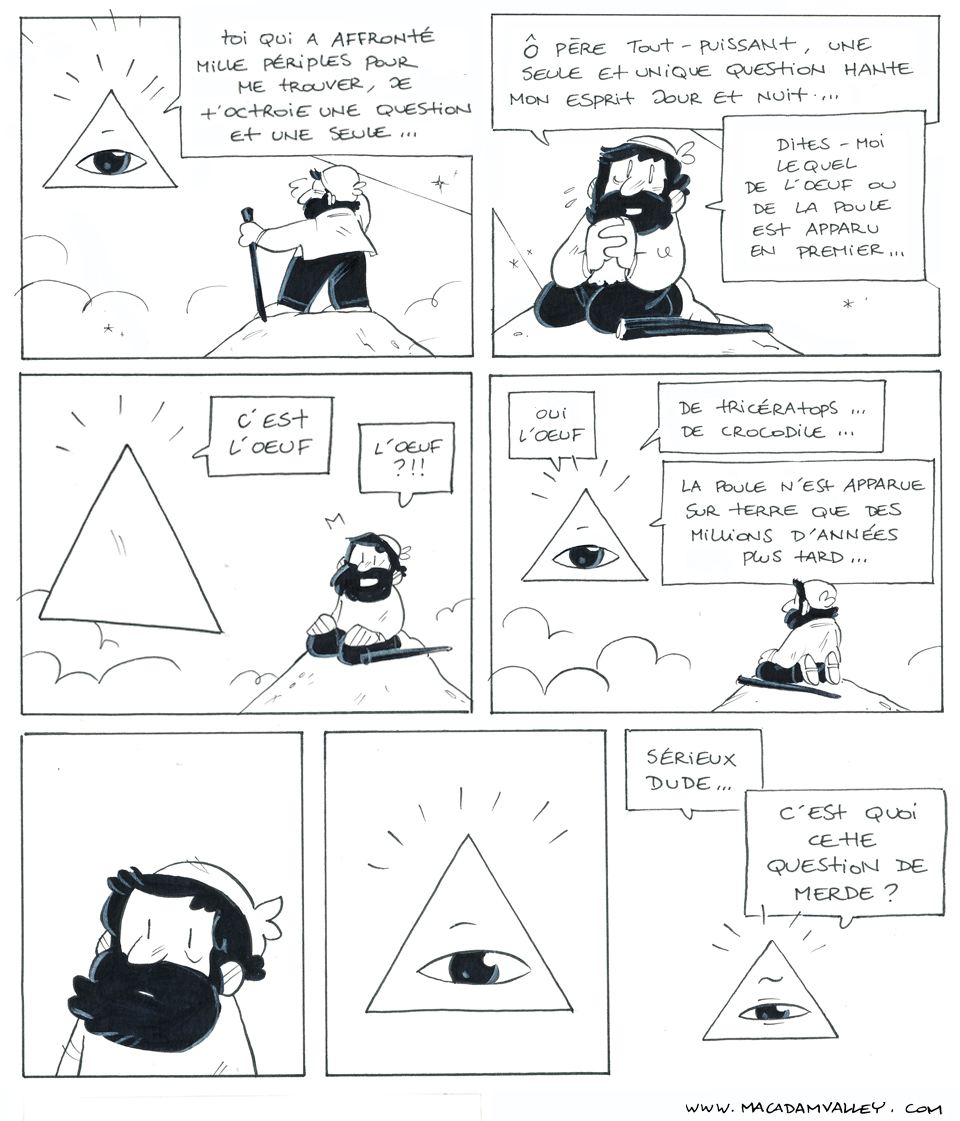 toi qui a affronté
mille périples pour
me trouver, je
t'octroie une question
et une seule...
Ô père tout-puissant, une
seule et unique question hante
mon esprit jour et nuit...
Dites-moi
lequel
de l'oeuf ou
de la poule
est apparu
en premier...
C'est
l'oeuf
l'oeuf
?!!
Oui
l'oeuf
de tricératops...
de crocodile...
la poule n'est apparue
sur terre que des
millions d'années
plus tard...
Sérieux
dude...
C'est quoi
cette
question de
merde?
www.macadamvalley.com